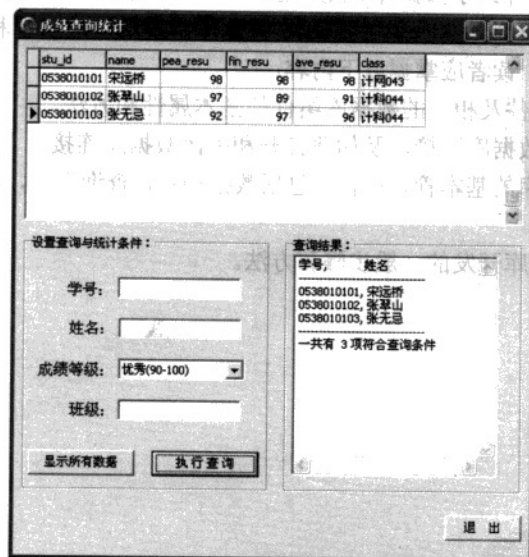 成绩查询统计
stu_id name pea_resu fin_resu ave_resu class
0538010101 宋远桥 98 98 98 计网043
0538010102 张翠山 97 89 91 计科044
0538010103 张无忌 92 97 96 计科044
设置查询与统计条件：
学号：
姓名：
成绩等级： 优秀(90-100)
班级：
显示所有数据 执行查询
查询结果：
学号， 姓名
0538010101, 宋远桥
0538010102, 张翠山
0538010103, 张无忌
一共有 3项符合查询条件
退 出